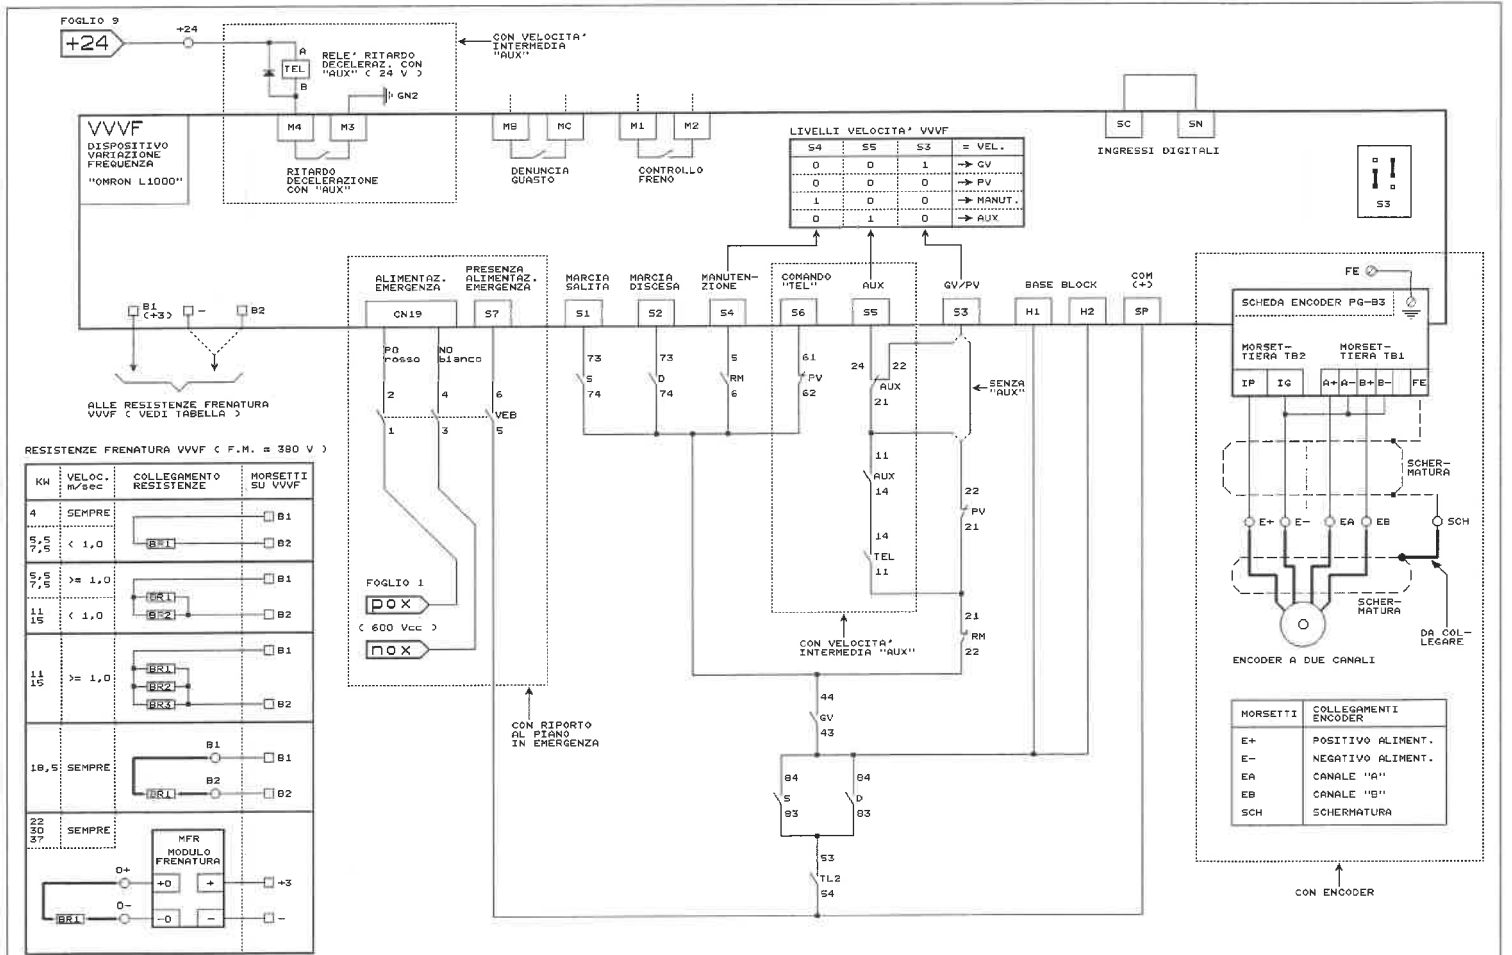 FOGLIO 9
+24
+24
A
TEL
B
RELE' RITARDO
DECELERAZ. CON
"AUX" ( 24 V )
GN2
CON VELOCITA'
INTERMEDIA
"AUX"
VVVF
DISPOSITIVO
VARIAZIONE
FREQUENZA
"OMRON L1000"
M4
M3
RITARDO
DECELERAZIONE
CON "AUX"
MB
MC
DENUNCIA
GUASTO
M1
M2
CONTROLLO
FRENO
LIVELLI VELOCITA' VVVF
S4 S5 S3 = VEL.
0 0 1 GV
0 0 0 PV
1 0 0 MANUT.
0 1 0 AUX
SC
SN
INGRESSI DIGITALI
S3
B1
(+3)
-
B2
ALLE RESISTENZE FRENATURA
VVVF ( VEDI TABELLA )
ALIMENTAZ.
EMERGENZA
CN19
PRESENZA
ALIMENTAZ.
EMERGENZA
S7
MARCIA
SALITA
S1
MARCIA
DISCESA
S2
MANUTEN-
ZIONE
S4
COMANDO
"TEL"
S6
AUX
S5
GV/PV
S3
BASE BLOCK
H1
H2
COM
(+)
SP
PO
rosso
NO
bianco
2
4
6
VEB
1
3
5
73
S
74
73
D
74
5
RM
6
61
PV
62
24
22
AUX
21
SENZA
"AUX"
11
AUX
14
14
TEL
11
22
PV
21
21
RM
22
CON VELOCITA'
INTERMEDIA "AUX"
FOGLIO 1
pox
( 600 Vcc )
nox
CON RIPORTO
AL PIANO
IN EMERGENZA
44
GV
43
84
S
83
84
D
83
53
TL2
54
FE
SCHEDA ENCODER PG-B3
MORSET-
TIERA TB2
MORSET-
TIERA TB1
IP
IG
A+
A-
B+
B-
FE
SCHER-
MATURA
E+
E-
EA
EB
SCH
SCHER-
MATURA
DA COL-
LEGARE
ENCODER A DUE CANALI
MORSETTI COLLEGAMENTI
ENCODER
E+ POSITIVO ALIMENT.
E- NEGATIVO ALIMENT.
EA CANALE "A"
EB CANALE "B"
SCH SCHERMATURA
CON ENCODER
RESISTENZE FRENATURA VVVF ( F.M. = 380 V )
KW
VELOC.
m/sec
COLLEGAMENTO
RESISTENZE
MORSETTI
SU VVVF
4 SEMPRE
B1
5,5
7,5
< 1,0
BR1
B2
5,5
7,5
>= 1,0
B1
BR1
11
15
< 1,0
BR2
B2
B1
11
15
>= 1,0
BR1
BR2
BR3
B2
18,5 SEMPRE
B1
B1
B2
BR1
B2
22
30
37
SEMPRE
MFR
MODULO
FRENATURA
0+
+0
+
+3
0-
BR1
-0
-
-